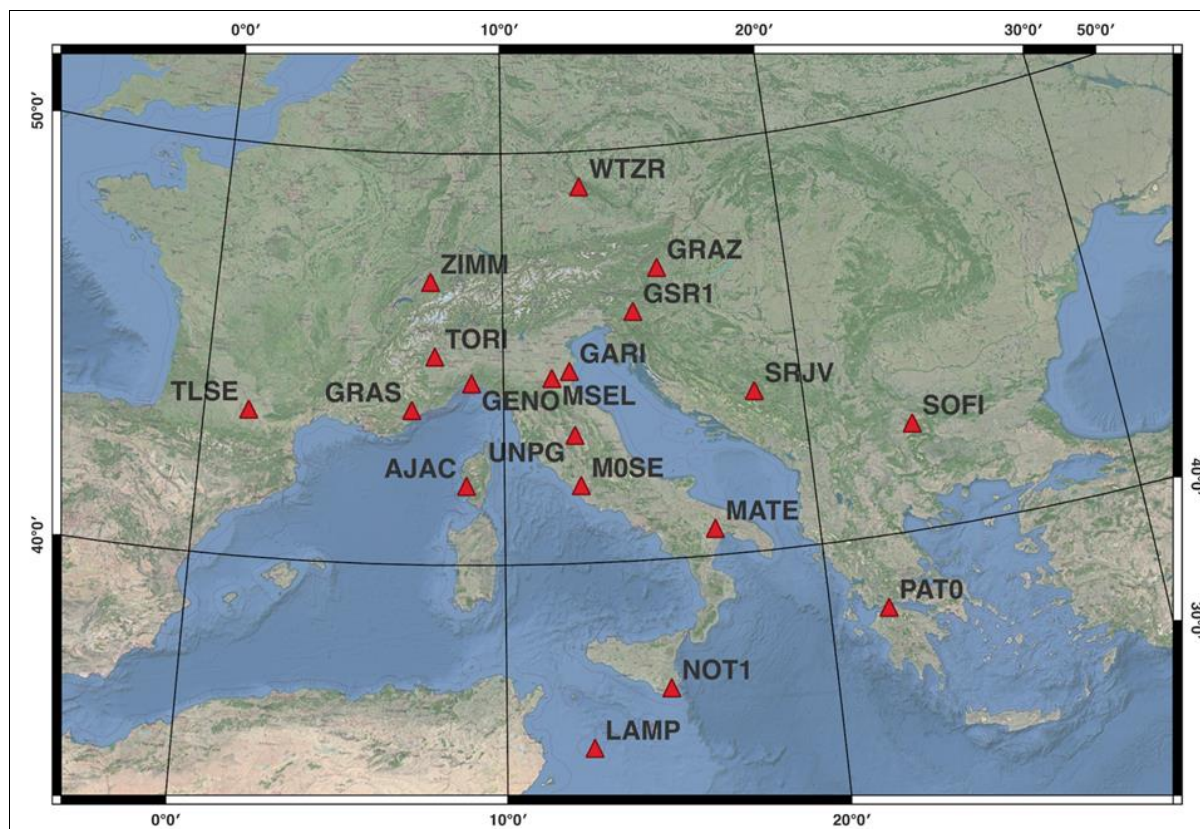 0°0′ 10°0′ 20°0′ 30°0′ 50°0′
50°0′
WTZR
GRAZ
ZIMM
GSR1
TORI
GARI
TLSE
GRAS
GENO
MSEL
SRJV
SOFI
UNPG
AJAC
M0SE
40°0′
MATE
40°0′
PAT0
30°0′
NOT1
LAMP
0°0′ 10°0′ 20°0′